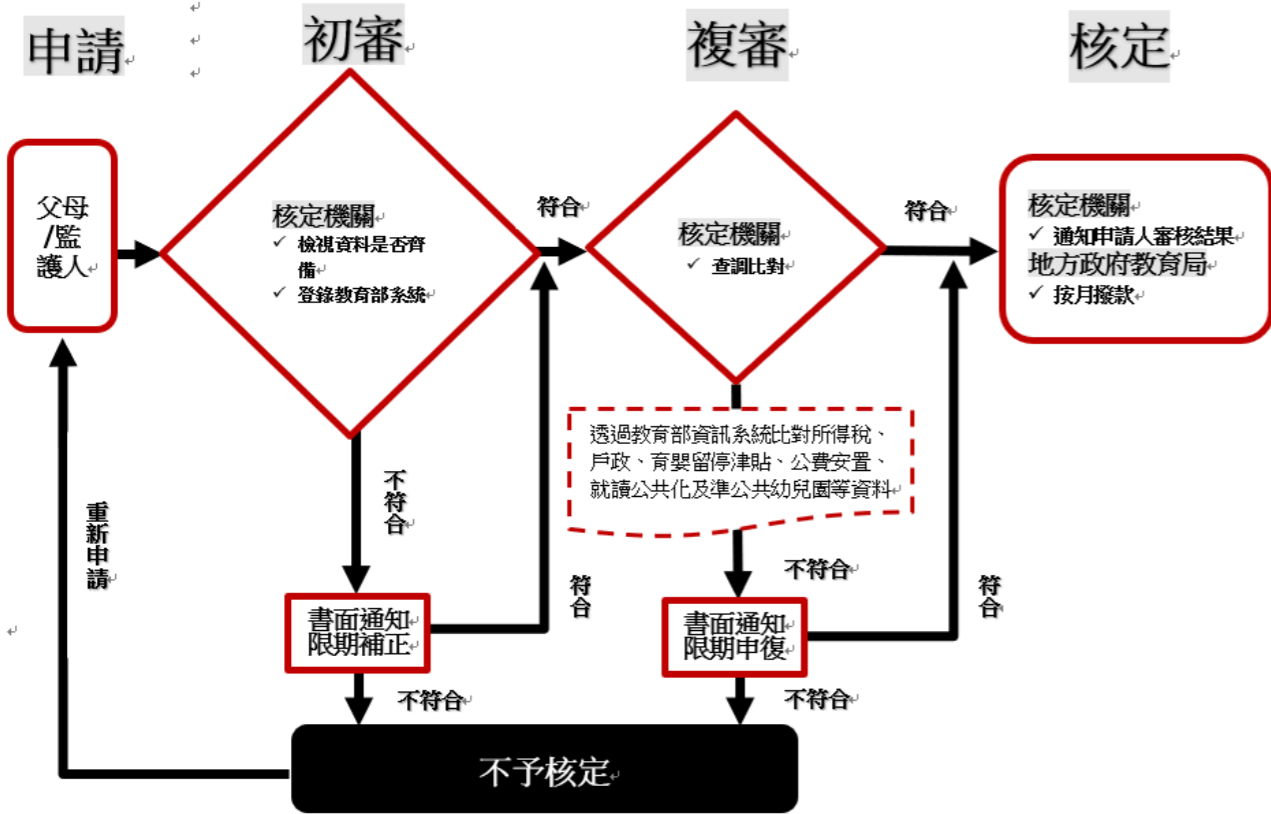 申請
初審
複審
核定
父母
/監
護人
核定機關
✓ 檢視資料是否齊
備
✓ 登錄教育部系統
符合
核定機關
✓ 查調比對
符合
核定機關
✓ 通知申請人審核結果
地方政府教育局
✓ 按月撥款
透過教育部資訊系統比對所得稅、
戶政、育嬰留停津貼、公費安置、
就讀公共化及準公共幼兒園等資料
不符合
重新申請
不符合
符合
符合
書面通知
限期補正
書面通知
限期申復
不符合
不符合
不予核定